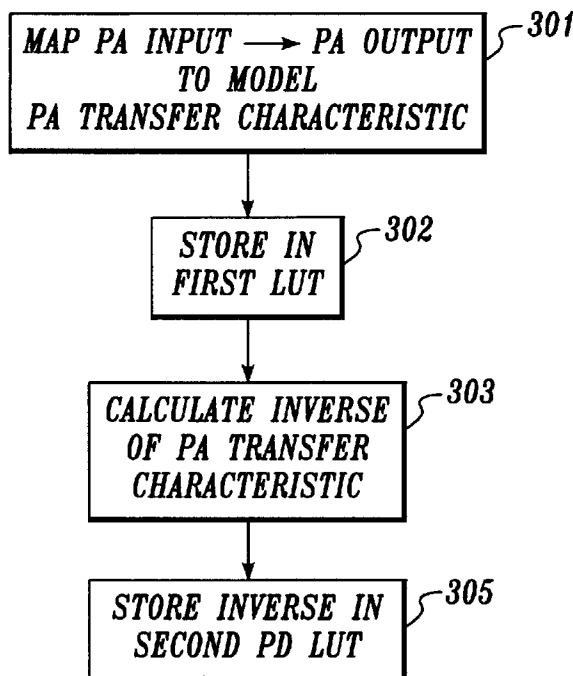 MAP PA INPUT → PA OUTPUT
TO MODEL
PA TRANSFER CHARACTERISTIC
301
STORE IN
FIRST LUT
302
CALCULATE INVERSE
OF PA TRANSFER
CHARACTERISTIC
303
STORE INVERSE IN
SECOND PD LUT
305